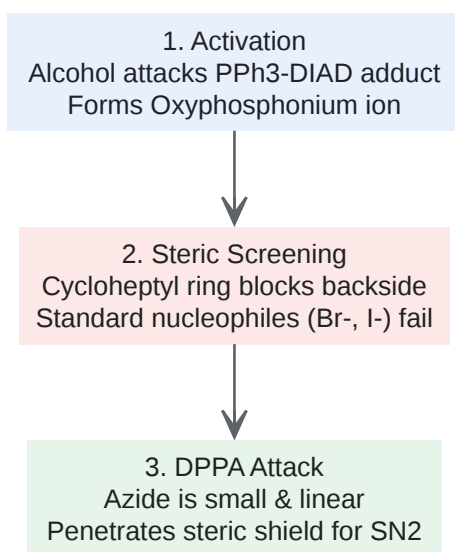 1. Activation
Alcohol attacks PPh3-DIAD adduct
Forms Oxyphosphonium ion
2. Steric Screening
Cycloheptyl ring blocks backside
Standard nucleophiles (Br-, I-) fail
3. DPPA Attack
Azide is small & linear
Penetrates steric shield for SN2